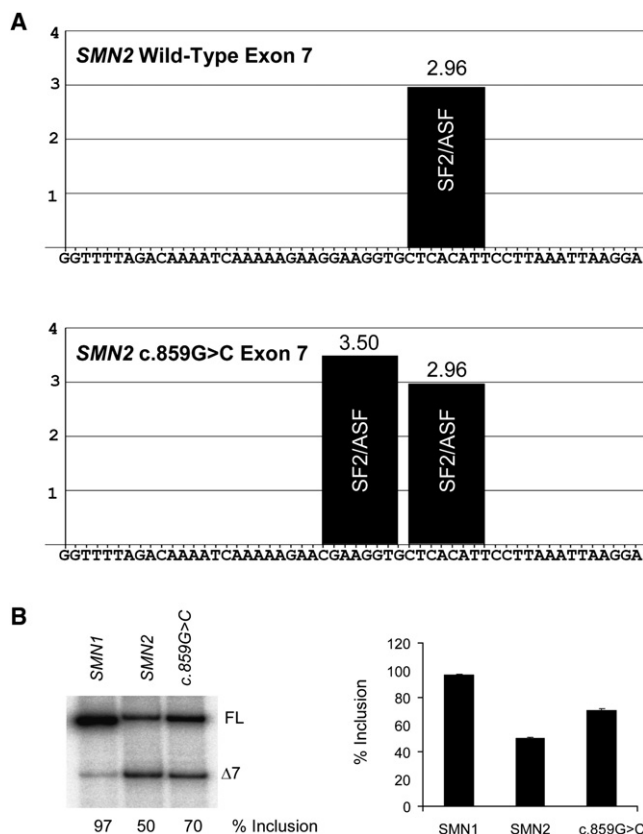 A
4
3
2
1
SMN2 Wild-Type Exon 7
2.96
SF2/ASF
GGTTTTAGACAAAATCAAAAAGAAGGAAGGTGCTCACATTCCTTAAATTAAGGA
4
3
2
1
SMN2 c.859G>C Exon 7
3.50
2.96
SF2/ASF
SF2/ASF
GGTTTTAGACAAAATCAAAAAGAACGAAGGTGCTCACATTCCTTAAATTAAGGA
B
SMN1
SMN2
c.859G>C
FL
Δ7
97 50 70 % Inclusion
% Inclusion
120
100
80
60
40
20
0
SMN1 SMN2 c.859G>C